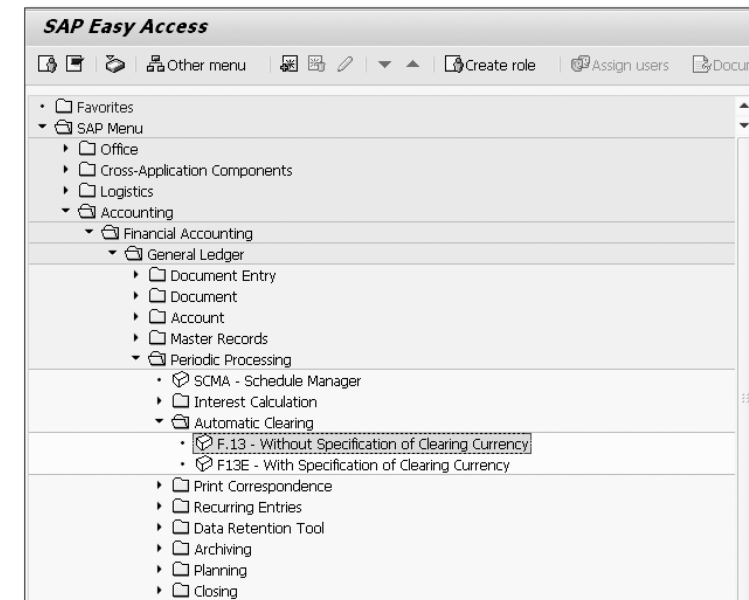 SAP Easy Access
Other menu Create role Assign users Docu
Favorites
SAP Menu
Office
Cross-Application Components
Logistics
Accounting
Financial Accounting
General Ledger
Document Entry
Document
Account
Master Records
Periodic Processing
SCMA - Schedule Manager
Interest Calculation
Automatic Clearing
F.13 - Without Specification of Clearing Currency
F13E - With Specification of Clearing Currency
Print Correspondence
Recurring Entries
Data Retention Tool
Archiving
Planning
Closing